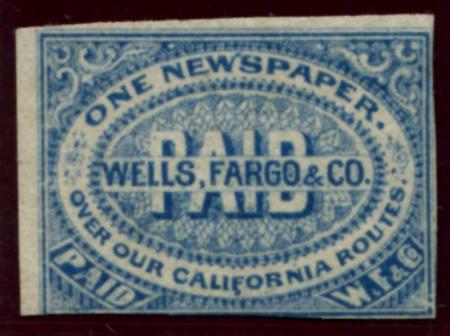 ONE NEWSPAPER.
PAID
WELLS, FARGO & CO.
OVER OUR CALIFORNIA ROUTES.
PAID
W.F.& Co